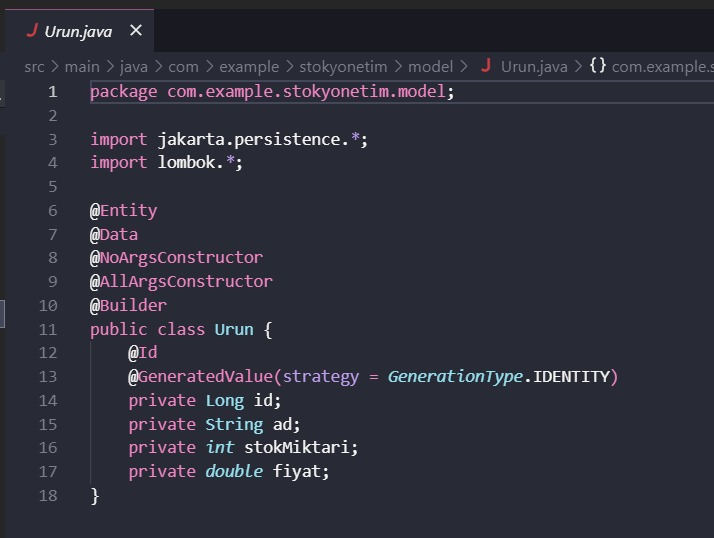 Urun.java
src > main > java > com > example > stokyonetim > model > Urun.java > {} com.example.s
1 package com.example.stokyonetim.model;
2
3 import jakarta.persistence.*;
4 import lombok.*;
5
6 @Entity
7 @Data
8 @NoArgsConstructor
9 @AllArgsConstructor
10 @Builder
11 public class Urun {
12     @Id
13     @GeneratedValue(strategy = GenerationType.IDENTITY)
14     private Long id;
15     private String ad;
16     private int stokMiktari;
17     private double fiyat;
18 }